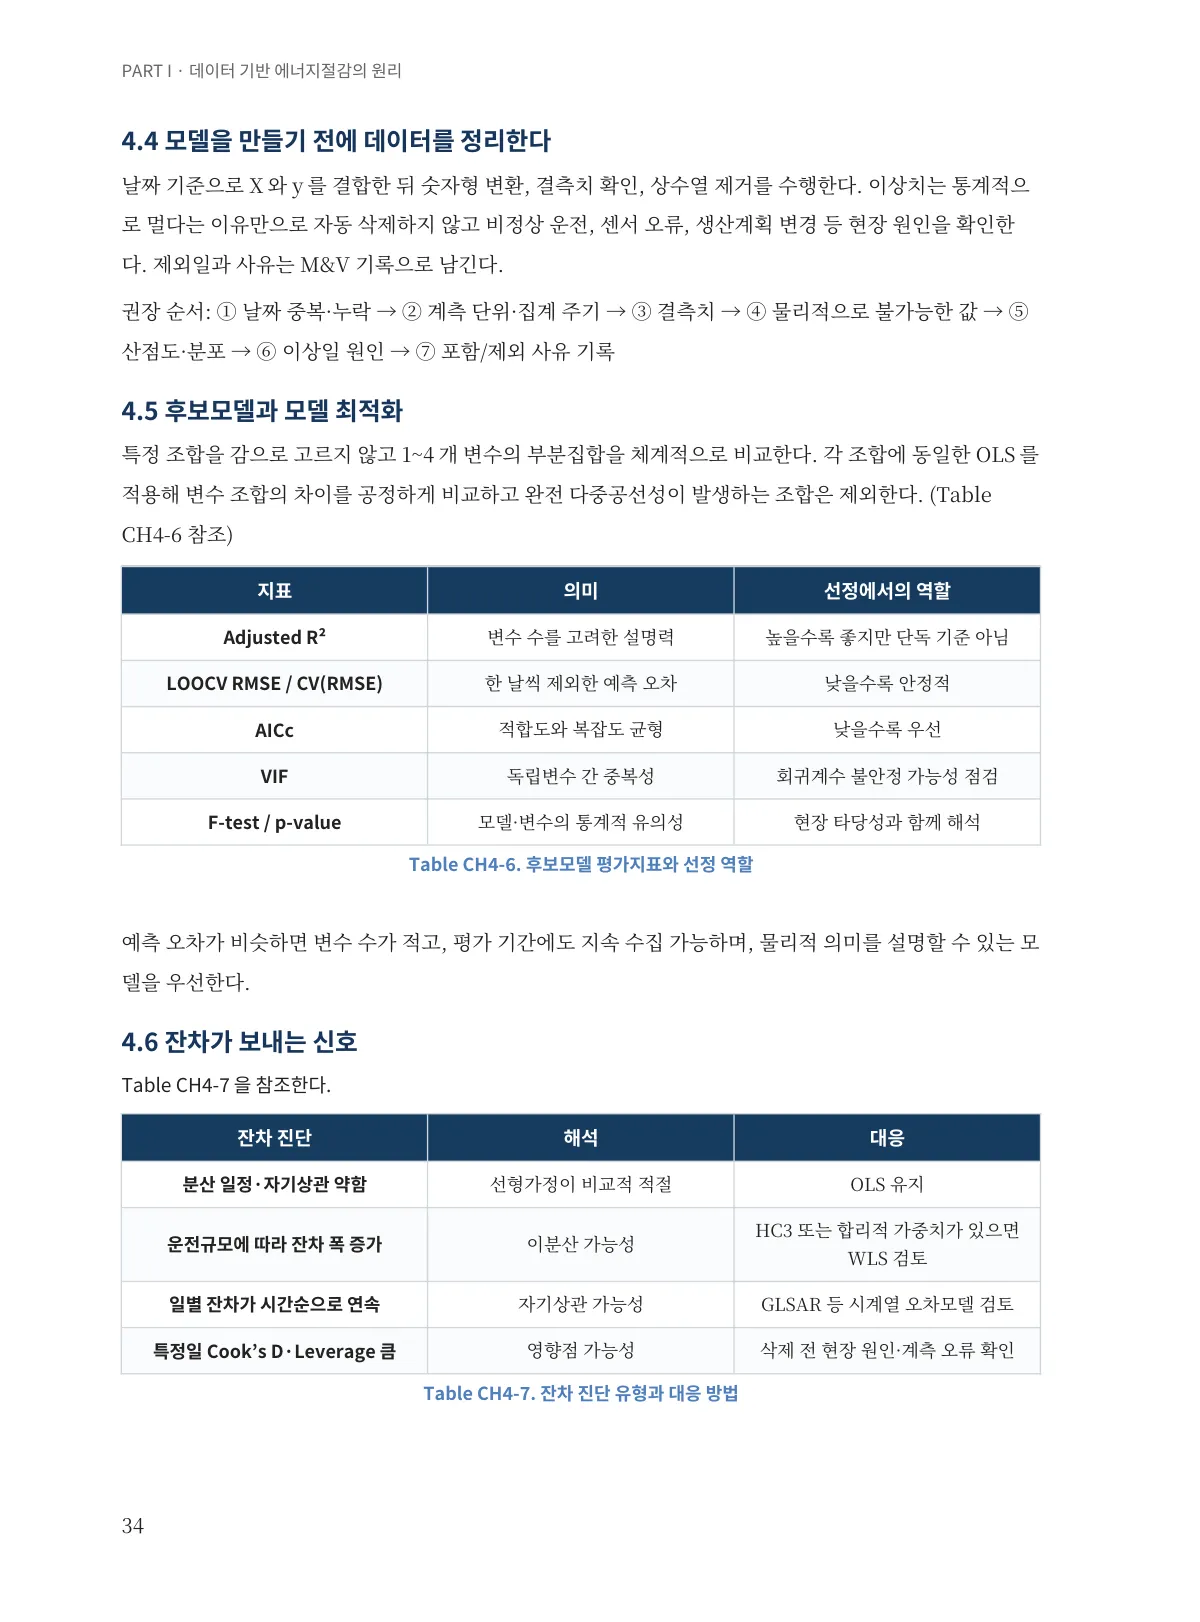 PART I · 데이터 기반 에너지절감의 원리
4.4 모델을 만들기 전에 데이터를 정리한다
날짜 기준으로 X 와 y 를 결합한 뒤 숫자형 변환, 결측치 확인, 상수열 제거를 수행한다. 이상치는 통계적으
로 멀다는 이유만으로 자동 삭제하지 않고 비정상 운전, 센서 오류, 생산계획 변경 등 현장 원인을 확인한
다. 제외일과 사유는 M&V 기록으로 남긴다.
권장 순서: ① 날짜 중복·누락 → ② 계측 단위·집계 주기 → ③ 결측치 → ④ 물리적으로 불가능한 값 → ⑤
산점도·분포 → ⑥ 이상일 원인 → ⑦ 포함/제외 사유 기록
4.5 후보모델과 모델 최적화
특정 조합을 감으로 고르지 않고 1~4 개 변수의 부분집합을 체계적으로 비교한다. 각 조합에 동일한 OLS 를
적용해 변수 조합의 차이를 공정하게 비교하고 완전 다중공선성이 발생하는 조합은 제외한다. (Table
CH4-6 참조)
지표 의미 선정에서의 역할
Adjusted R² 변수 수를 고려한 설명력 높을수록 좋지만 단독 기준 아님
LOOCV RMSE / CV(RMSE) 한 날씩 제외한 예측 오차 낮을수록 안정적
AICc 적합도와 복잡도 균형 낮을수록 우선
VIF 독립변수 간 중복성 회귀계수 불안정 가능성 점검
F-test / p-value 모델·변수의 통계적 유의성 현장 타당성과 함께 해석
Table CH4-6. 후보모델 평가지표와 선정 역할
예측 오차가 비슷하면 변수 수가 적고, 평가 기간에도 지속 수집 가능하며, 물리적 의미를 설명할 수 있는 모
델을 우선한다.
4.6 잔차가 보내는 신호
Table CH4-7 을 참조한다.
잔차 진단 해석 대응
분산 일정·자기상관 약함 선형가정이 비교적 적절 OLS 유지
운전규모에 따라 잔차 폭 증가 이분산 가능성 HC3 또는 합리적 가중치가 있으면
WLS 검토
일별 잔차가 시간순으로 연속 자기상관 가능성 GLSAR 등 시계열 오차모델 검토
특정일 Cook’s D·Leverage 큼 영향점 가능성 삭제 전 현장 원인·계측 오류 확인
Table CH4-7. 잔차 진단 유형과 대응 방법
34